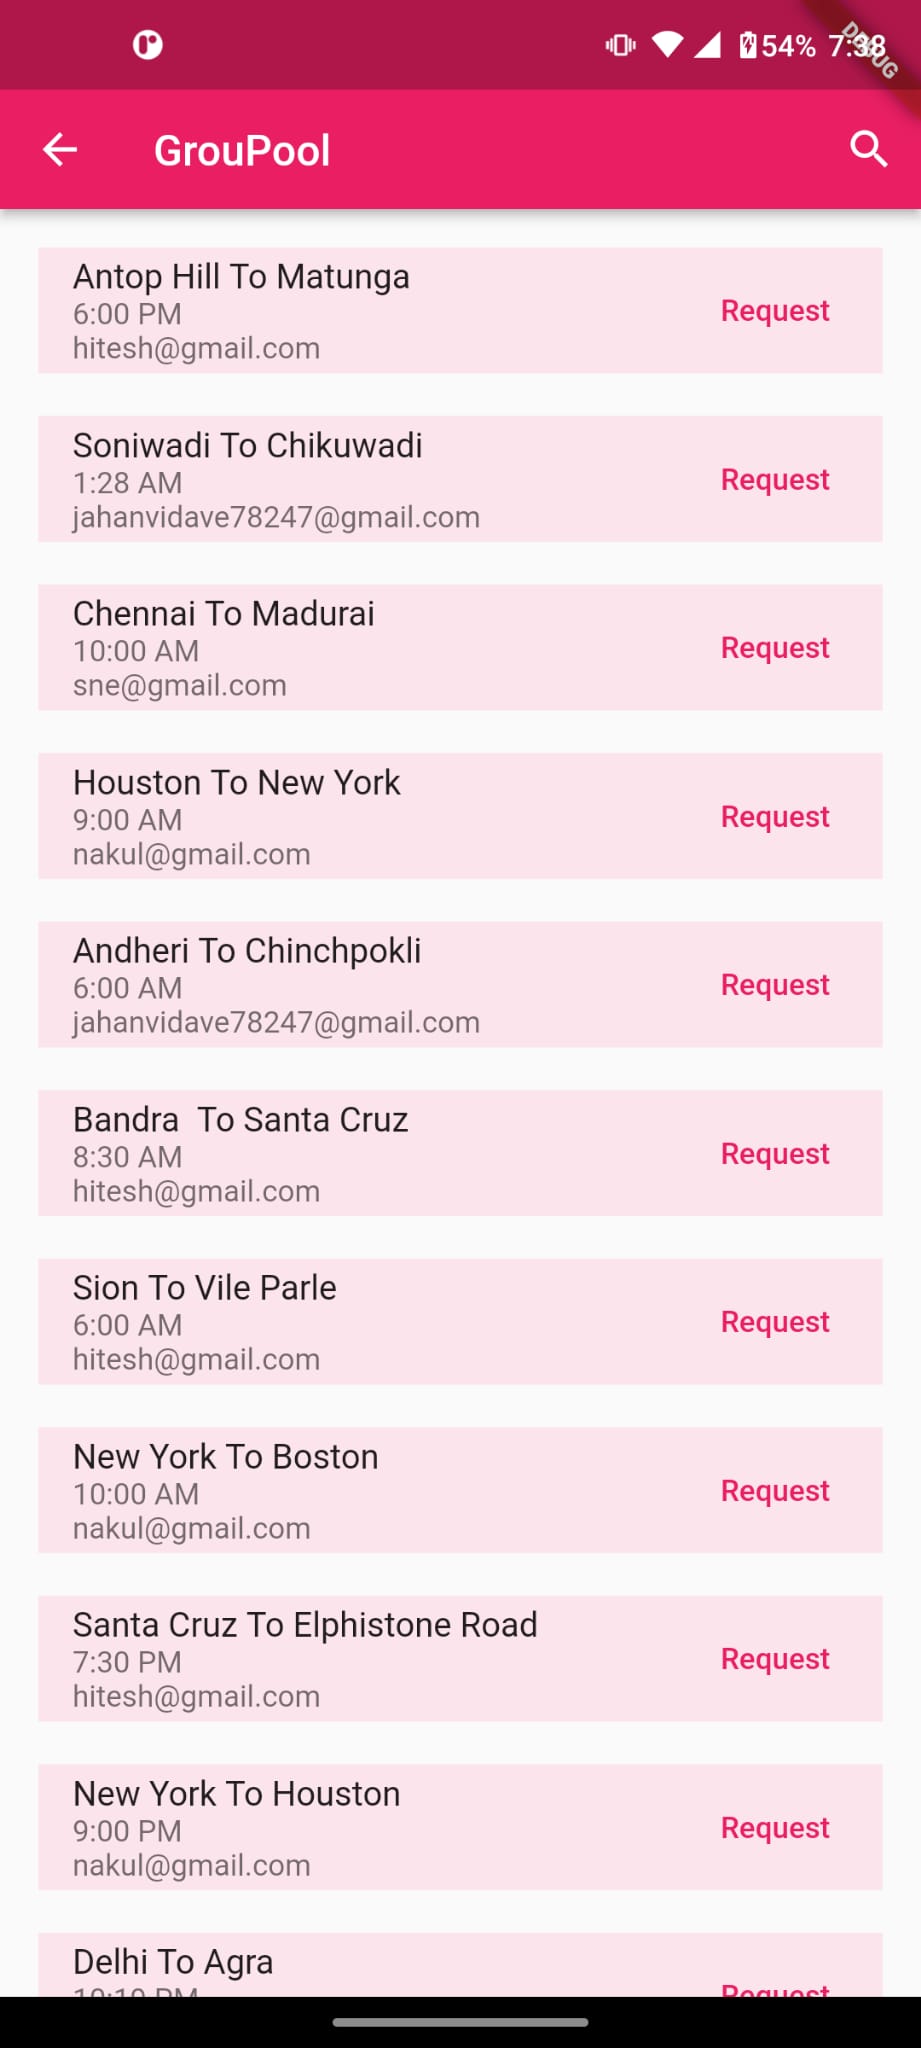 54% 7:38
DEBUG
GrouPool
Antop Hill To Matunga
6:00 PM
hitesh@gmail.com
Request
Soniwadi To Chikuwadi
1:28 AM
jahanvidave78247@gmail.com
Request
Chennai To Madurai
10:00 AM
sne@gmail.com
Request
Houston To New York
9:00 AM
nakul@gmail.com
Request
Andheri To Chinchpokli
6:00 AM
jahanvidave78247@gmail.com
Request
Bandra  To Santa Cruz
8:30 AM
hitesh@gmail.com
Request
Sion To Vile Parle
6:00 AM
hitesh@gmail.com
Request
New York To Boston
10:00 AM
nakul@gmail.com
Request
Santa Cruz To Elphistone Road
7:30 PM
hitesh@gmail.com
Request
New York To Houston
9:00 PM
nakul@gmail.com
Request
Delhi To Agra
Request